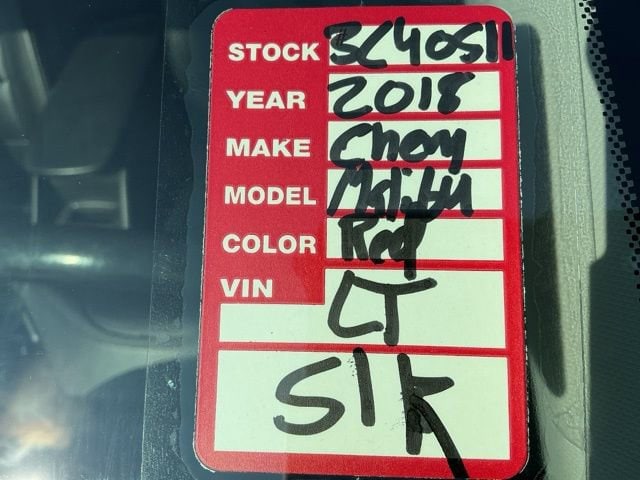 STOCK 3C40511
YEAR 2018
MAKE Chevy
MODEL Malibu
COLOR Red
VIN LT
51k